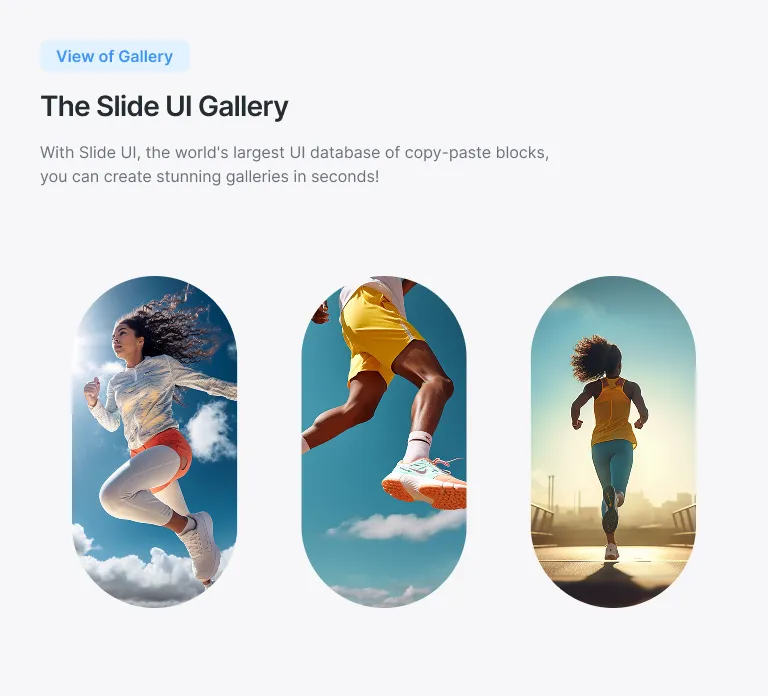 View of Gallery
The Slide UI Gallery
With Slide UI, the world's largest UI database of copy-paste blocks,
you can create stunning galleries in seconds!